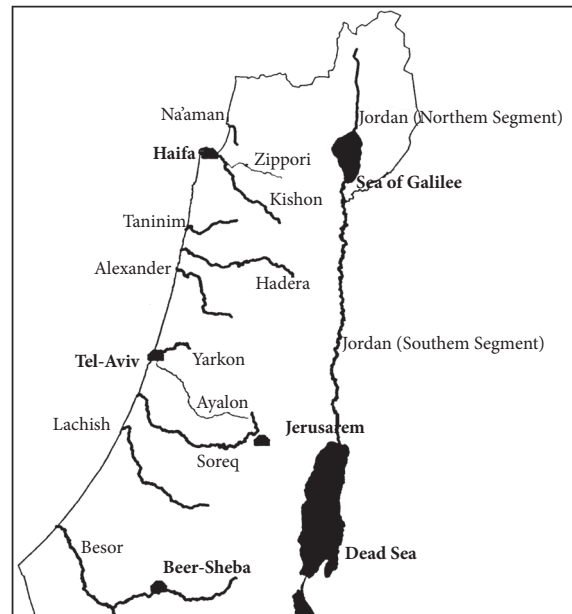 Na'aman
Jordan (Northem Segment)
Haifa
Zippori
Sea of Galilee
Kishon
Taninim
Alexander
Hadera
Jordan (Southem Segment)
Tel-Aviv
Yarkon
Ayalon
Lachish
Jerusarem
Soreq
Besor
Dead Sea
Beer-Sheba